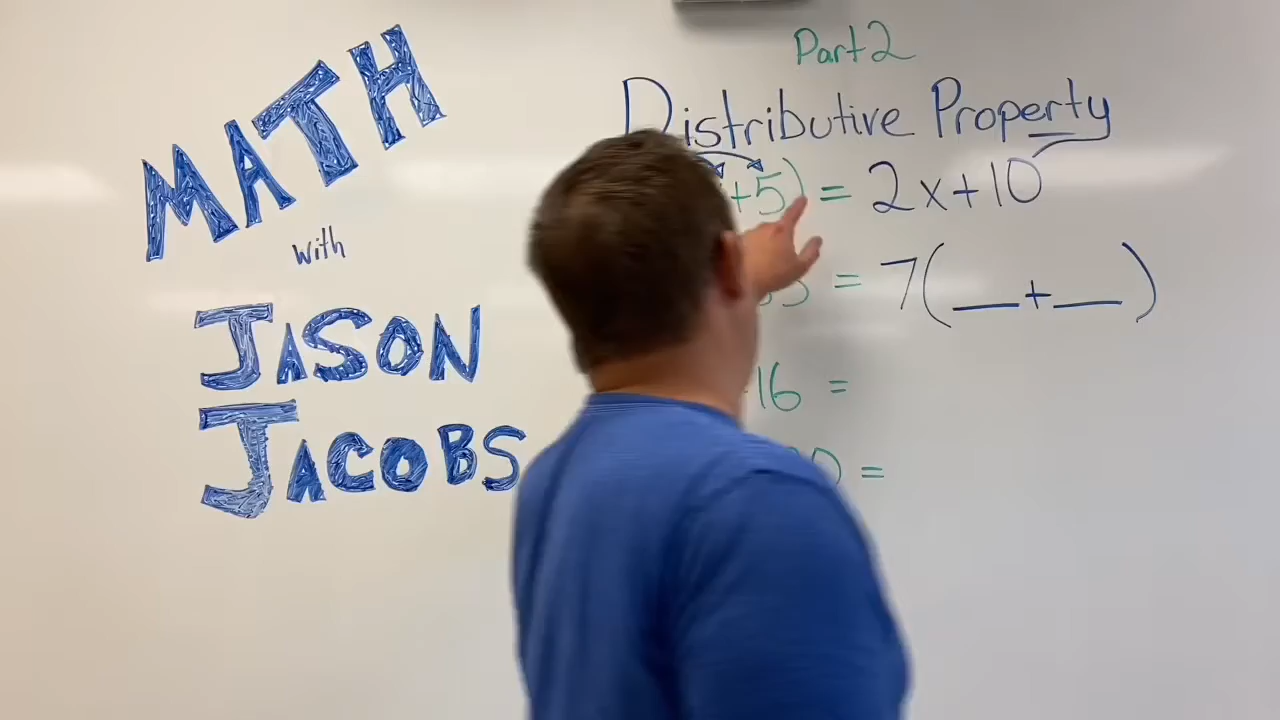 MATH
with
JASON
JACOBS
Part 2
Distributive Property
+5) = 2x+10
= 7(__+__)
16 =
=